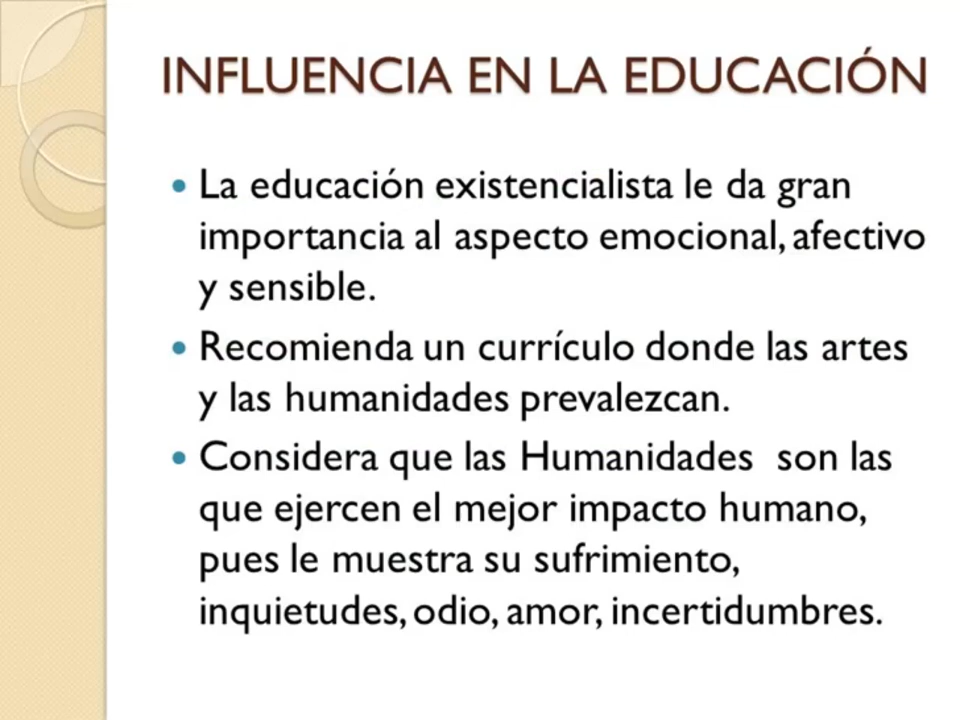 INFLUENCIA EN LA EDUCACIÓN
• La educación existencialista le da gran
importancia al aspecto emocional, afectivo
y sensible.
• Recomienda un currículo donde las artes
y las humanidades prevalezcan.
• Considera que las Humanidades  son las
que ejercen el mejor impacto humano,
pues le muestra su sufrimiento,
inquietudes, odio, amor, incertidumbres.